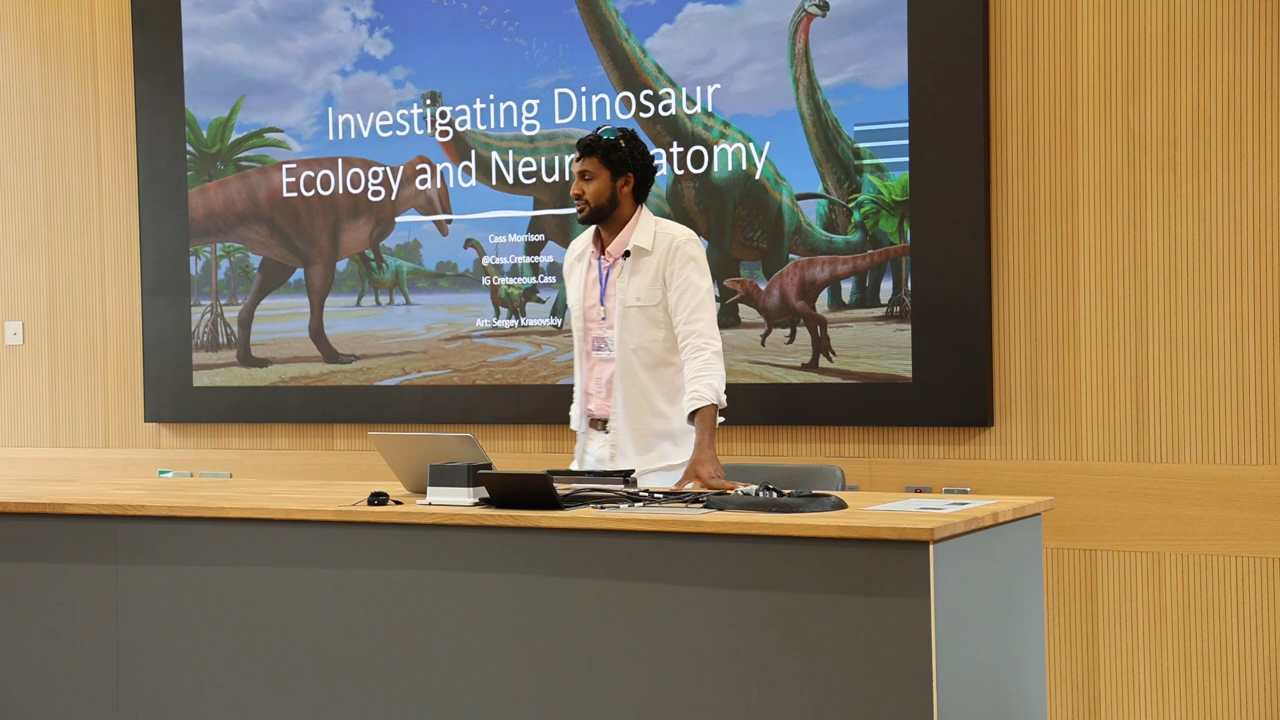 Investigating Dinosaur
Ecology and Neur atomy
Cass Morrison
@Cass.Cretaceous
IG Cretaceous.Cass
Art: Sergey Krasovskiy